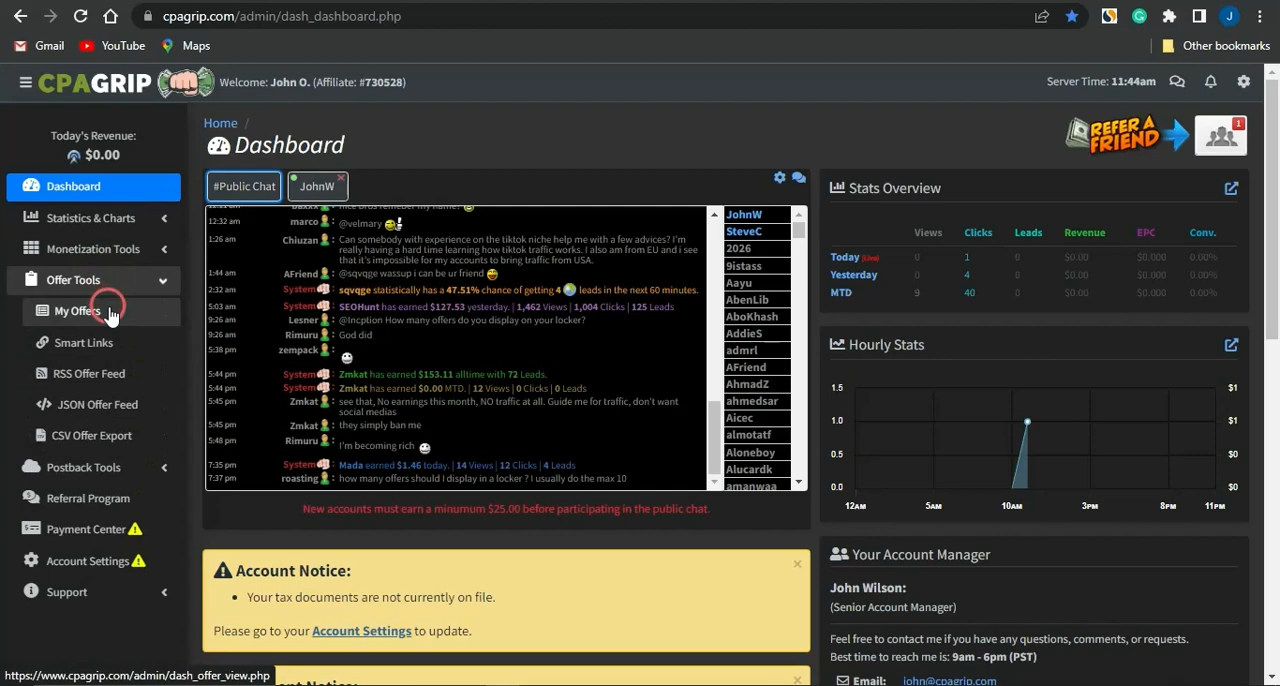 cpagrip.com/admin/dash_dashboard.php
J
Gmail YouTube Maps Other bookmarks
CPAGRIP Welcome: John O. (Affiliate: #730528) Server Time: 11:44am
Today's Revenue:
$0.00
Dashboard
Statistics & Charts
Monetization Tools
Offer Tools
My Offers
Smart Links
RSS Offer Feed
JSON Offer Feed
CSV Offer Export
Postback Tools
Referral Program
Payment Center
Account Settings
Support
Home /
Dashboard
REFER A FRIEND
1
#Public Chat JohnW
12:32 am marco : @velmary
1:26 am Chiuzan : Can somebody with experience on the tiktok niche help me with a few advices? I'm
really having a hard time learning how tiktok traffic works. I also am from EU and i see
that it's impossible for my accounts to bring traffic from USA.
1:44 am AFriend : @sqvqge wassup i can be ur friend
2:32 am System : sqvqge statistically has a 47.51% chance of getting 4 leads in the next 60 minutes.
5:03 am System : SEOHunt has earned $127.53 yesterday. | 1,462 Views | 1,004 Clicks | 125 Leads
9:26 am Lesner : @Inction How many offers do you display on your locker?
9:26 am Rimuru : God did
5:38 pm zempack :
5:44 pm System : Zmkat has earned $153.11 alltime with 72 Leads.
5:44 pm System : Zmkat has earned $0.00 MTD. | 12 Views | 0 Clicks | 0 Leads
5:45 pm Zmkat : see that, No earnings this month, NO traffic at all. Guide me for traffic, don't want
social medias
5:45 pm Zmkat : they simply ban me
5:48 pm Rimuru : I'm becoming rich
7:35 pm System : Mada earned $1.46 today. | 14 Views | 12 Clicks | 4 Leads
7:37 pm roasting : how many offers should I display in a locker ? I usually do the max 10
JohnW
SteveC
2026
9istass
Aayu
AbenLib
AboKhash
AddieS
admrl
AFriend
AhmadZ
ahmedsar
Aicec
almotatf
Aloneboy
Alucardk
amanwaa
New accounts must earn a minumum $25.00 before participating in the public chat.
Account Notice: ×
• Your tax documents are not currently on file.
Please go to your Account Settings to update.
×
Stats Overview
Views Clicks Leads Revenue EPC Conv.
Today (Live) 0 1 0 $0.00 $0.000 0.00%
Yesterday 0 4 0 $0.00 $0.000 0.00%
MTD 9 40 0 $0.00 $0.000 0.00%
Hourly Stats
1.5 $1
1.0 $1
0.5 $0
0.0 $0
12AM 5AM 10AM 3PM 8PM 11PM
Your Account Manager
John Wilson:
(Senior Account Manager)
Feel free to contact me if you have any questions, comments, or requests.
Best time to reach me is: 9am - 6pm (PST)
Email: john@cpagrip.com
https://www.cpagrip.com/admin/dash_offer_view.php